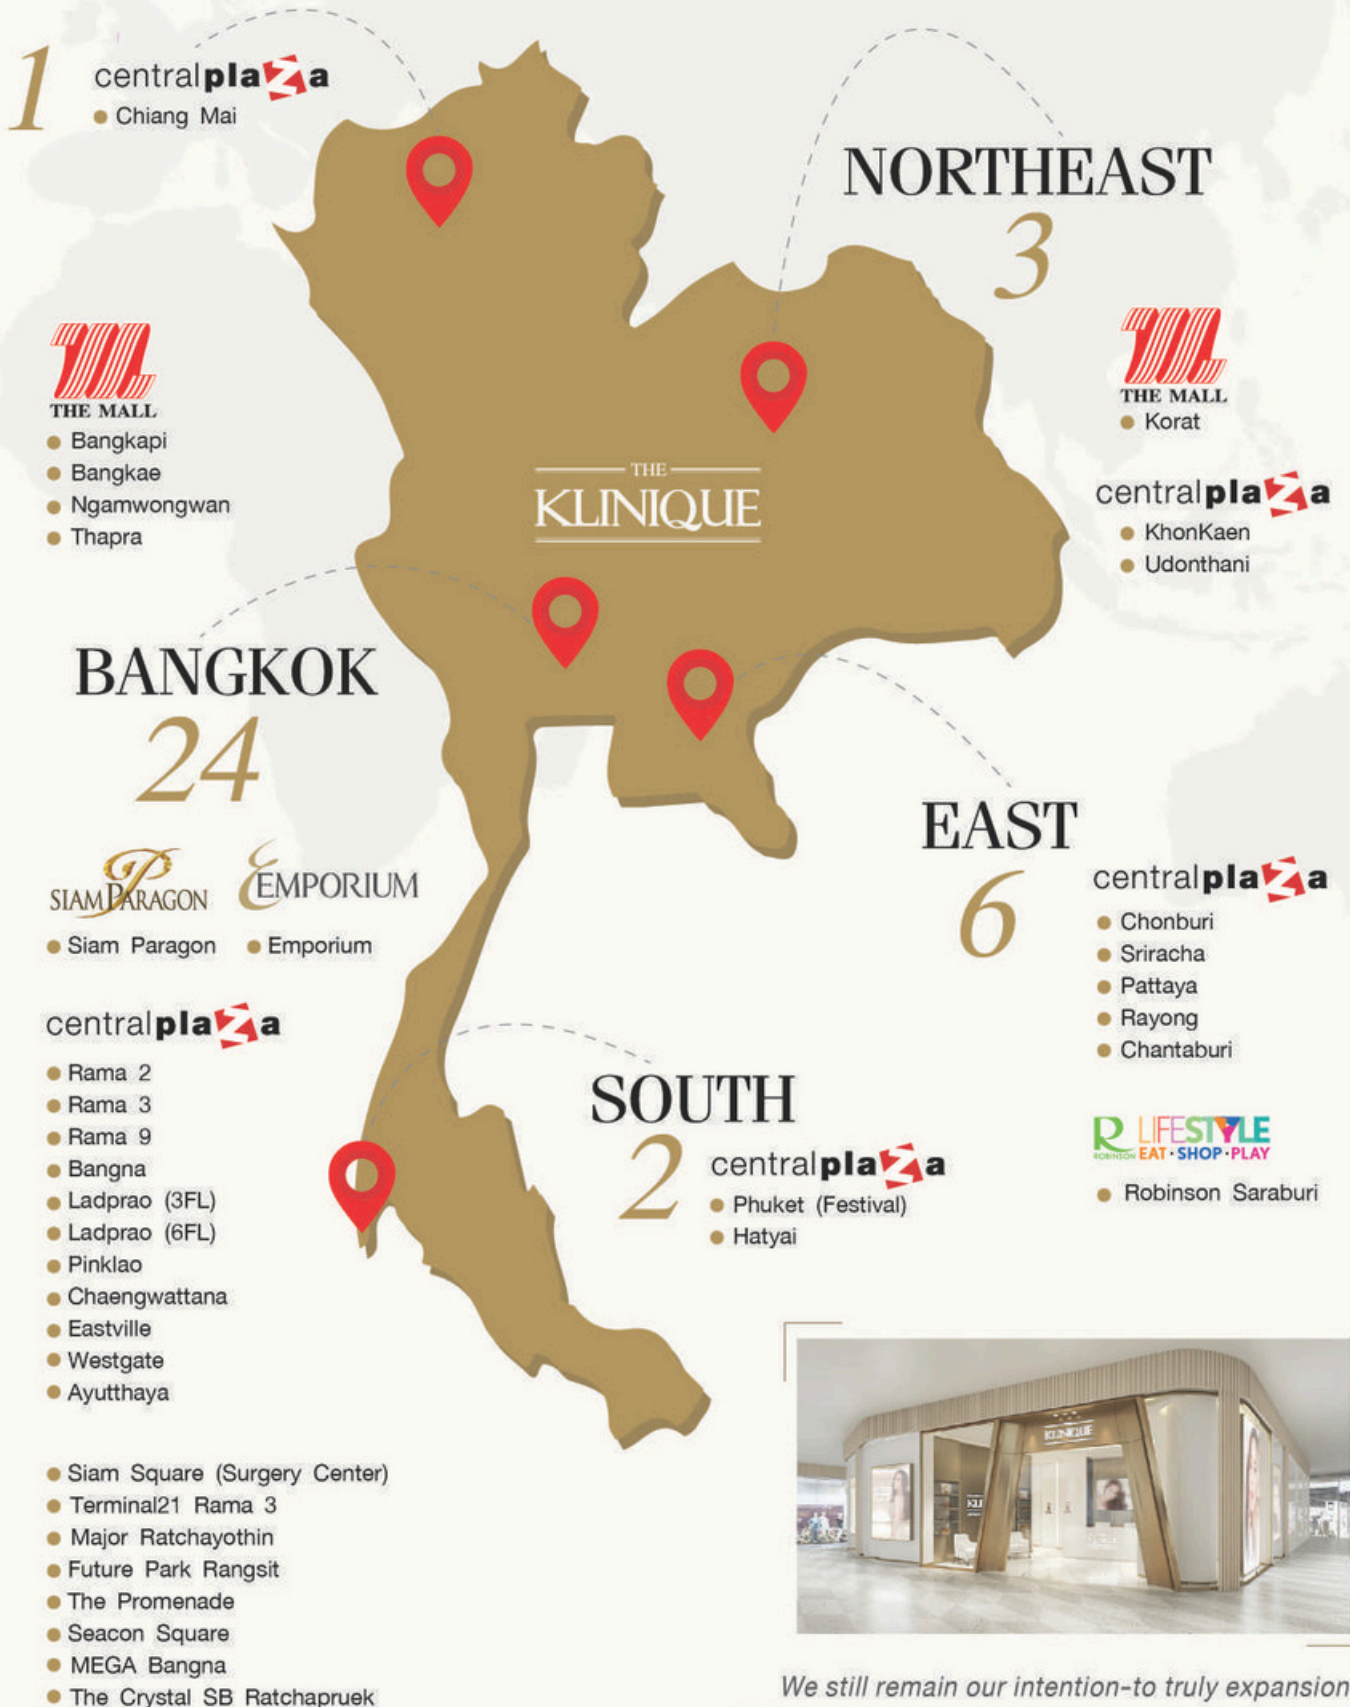 1
centralplaza
Chiang Mai
NORTHEAST
3
THE MALL
Korat
centralplaza
KhonKaen
Udonthani
THE MALL
Bangkapi
Bangkae
Ngamwongwan
Thapra
THE
KLINIQUE
BANGKOK
24
SIAM PARAGON
Siam Paragon
EMPORIUM
Emporium
centralplaza
Rama 2
Rama 3
Rama 9
Bangna
Ladprao (3FL)
Ladprao (6FL)
Pinklao
Chaengwattana
Eastville
Westgate
Ayutthaya
Siam Square (Surgery Center)
Terminal21 Rama 3
Major Ratchayothin
Future Park Rangsit
The Promenade
Seacon Square
MEGA Bangna
The Crystal SB Ratchapruek
EAST
6
centralplaza
Chonburi
Sriracha
Pattaya
Rayong
Chantaburi
R LIFESTYLE
ROBINSON EAT·SHOP·PLAY
Robinson Saraburi
SOUTH
2
centralplaza
Phuket (Festival)
Hatyai
KLINIQUE
We still remain our intention-to truly expansion